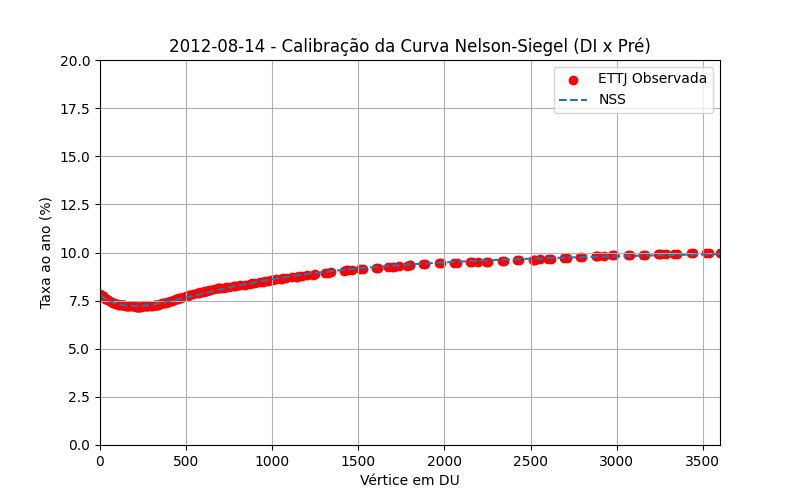 2012-08-14 - Calibração da Curva Nelson-Siegel (DI x Pré)
ETTJ Observada
NSS
Taxa ao ano (%)
20.0
17.5
15.0
12.5
10.0
7.5
5.0
2.5
0.0
0 500 1000 1500 2000 2500 3000 3500
Vértice em DU